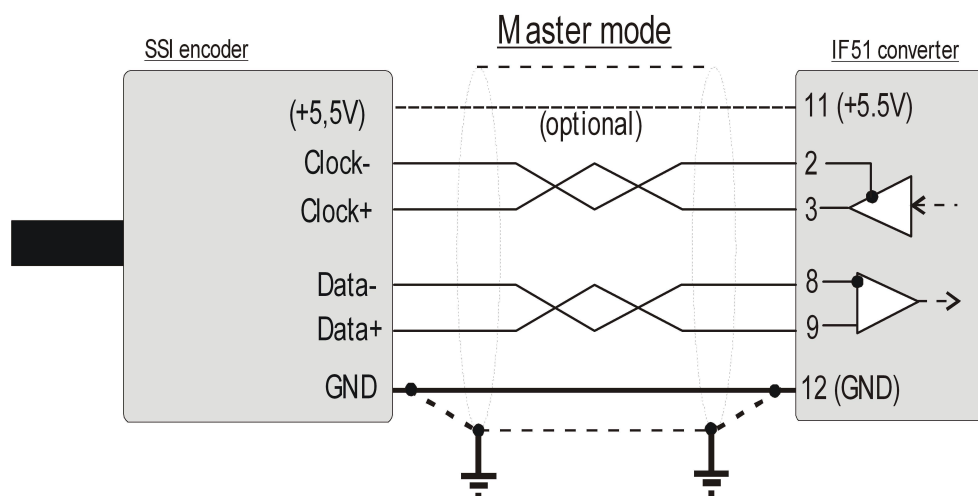 Master mode
SSI encoder
IF51 converter
(+5,5V)
11 (+5.5V)
(optional)
Clock-
2
Clock+
3
Data-
8
Data+
9
GND
12 (GND)